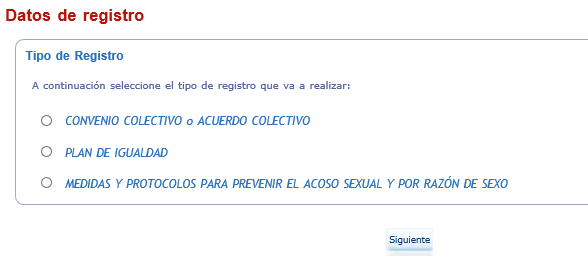 Datos de registro
Tipo de Registro
A continuación seleccione el tipo de registro que va a realizar:
CONVENIO COLECTIVO o ACUERDO COLECTIVO
PLAN DE IGUALDAD
MEDIDAS Y PROTOCOLOS PARA PREVENIR EL ACOSO SEXUAL Y POR RAZÓN DE SEXO
Siguiente